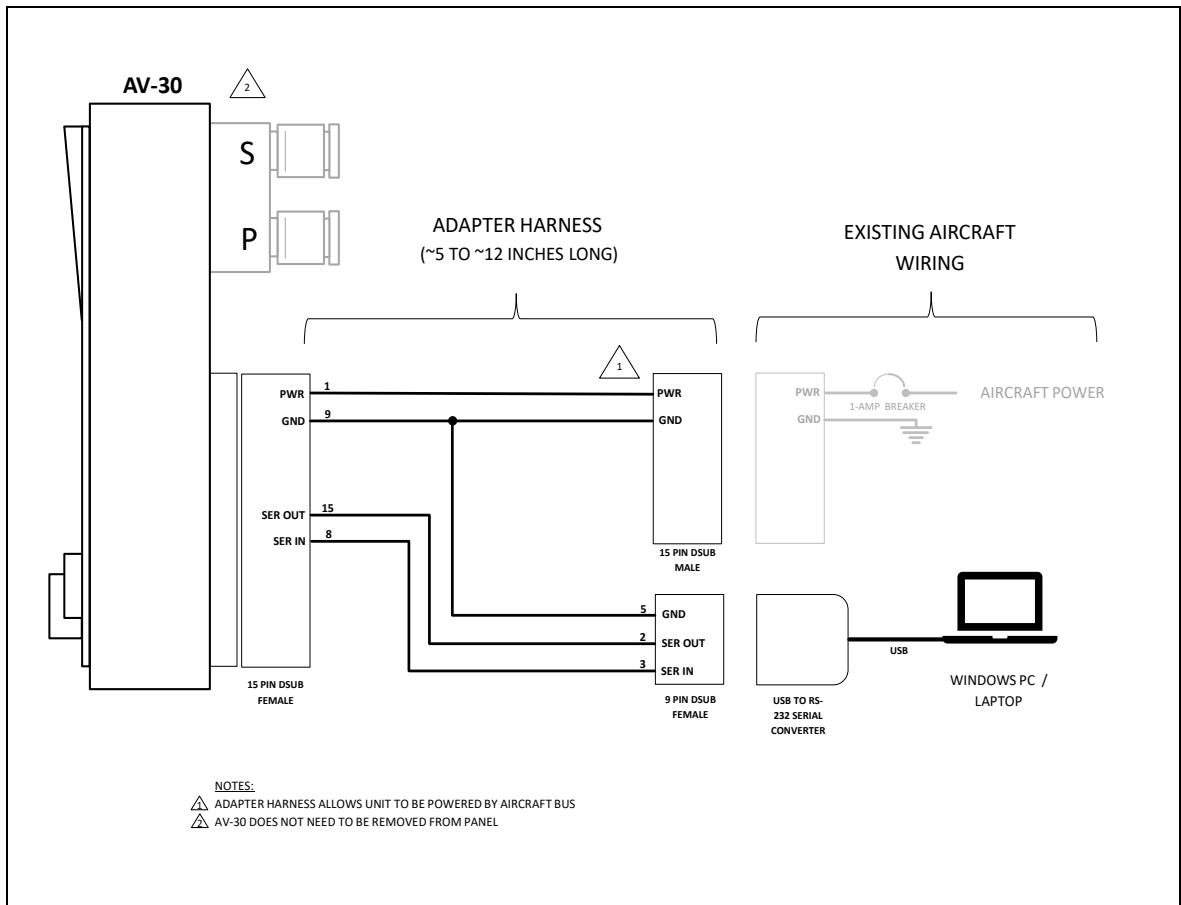 AV-30
2
S
P
ADAPTER HARNESS
(~5 TO ~12 INCHES LONG)
EXISTING AIRCRAFT
WIRING
1
PWR
1
PWR
GND
9
GND
PWR
1-AMP BREAKER
AIRCRAFT POWER
GND
SER OUT
15
SER IN
8
15 PIN DSUB
MALE
5
GND
2
SER OUT
3
SER IN
USB
15 PIN DSUB
FEMALE
9 PIN DSUB
FEMALE
USB TO RS-
232 SERIAL
CONVERTER
WINDOWS PC /
LAPTOP
NOTES:
1 ADAPTER HARNESS ALLOWS UNIT TO BE POWERED BY AIRCRAFT BUS
2 AV-30 DOES NOT NEED TO BE REMOVED FROM PANEL